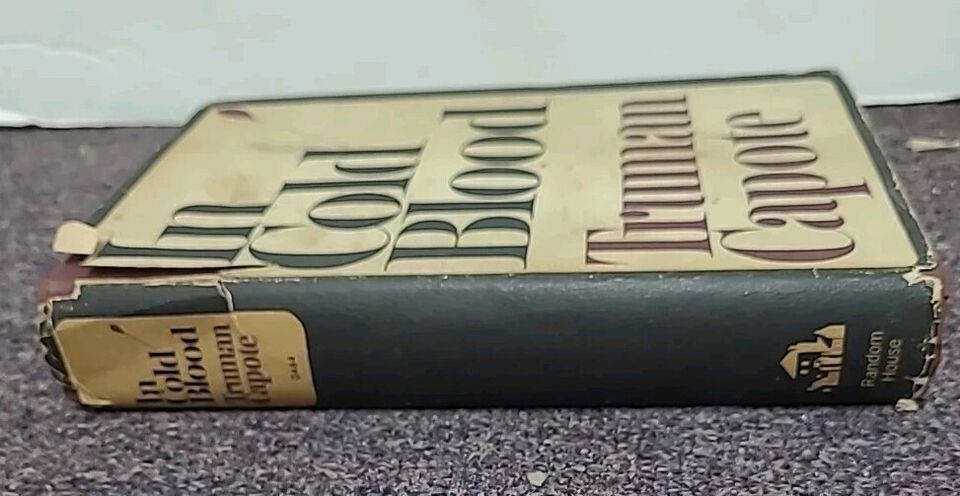 In
Cold
Blood
Truman
Capote
In
Cold
Blood
Truman
Capote
Random
House